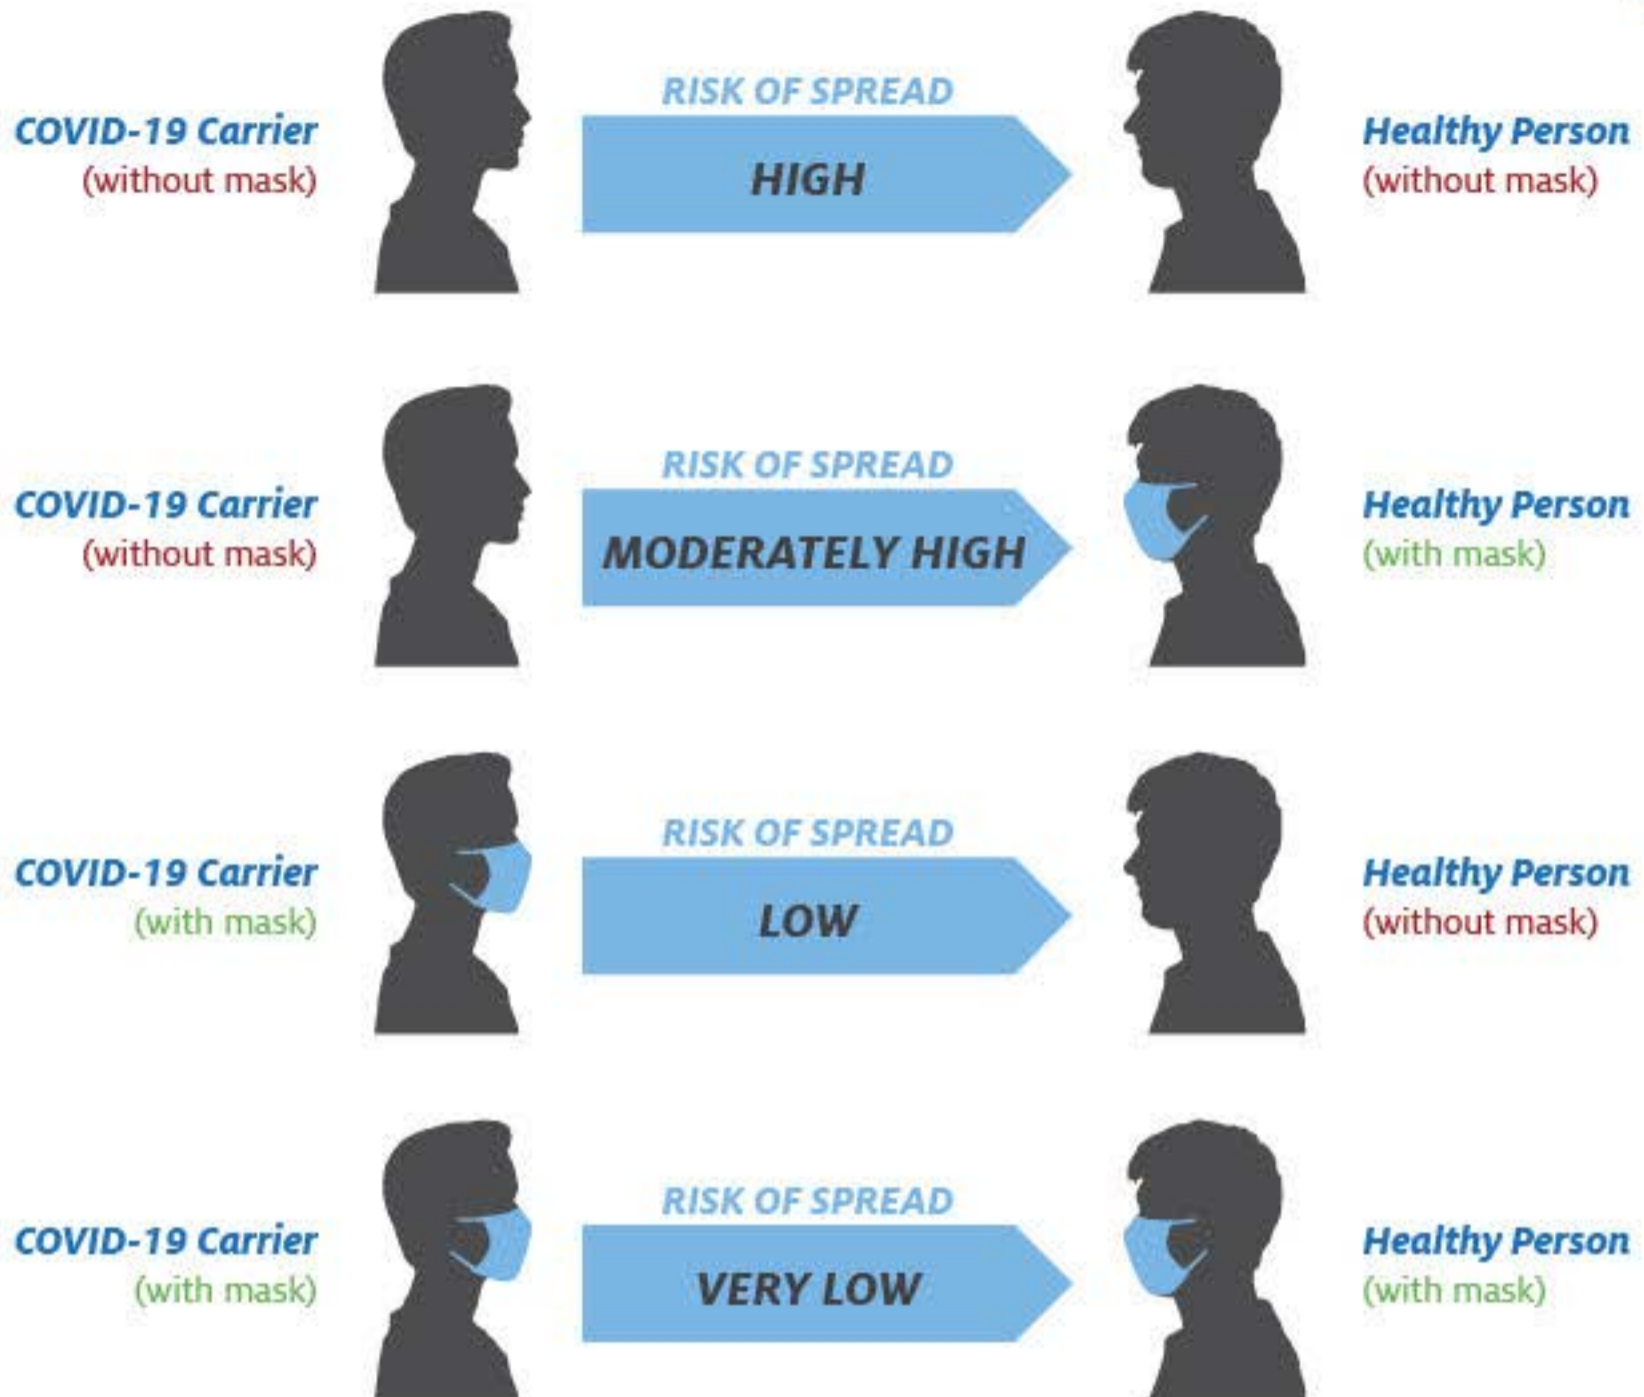 RISK OF SPREAD
COVID-19 Carrier
(without mask)
HIGH
Healthy Person
(without mask)
RISK OF SPREAD
COVID-19 Carrier
(without mask)
MODERATELY HIGH
Healthy Person
(with mask)
RISK OF SPREAD
COVID-19 Carrier
(with mask)
LOW
Healthy Person
(without mask)
RISK OF SPREAD
COVID-19 Carrier
(with mask)
VERY LOW
Healthy Person
(with mask)